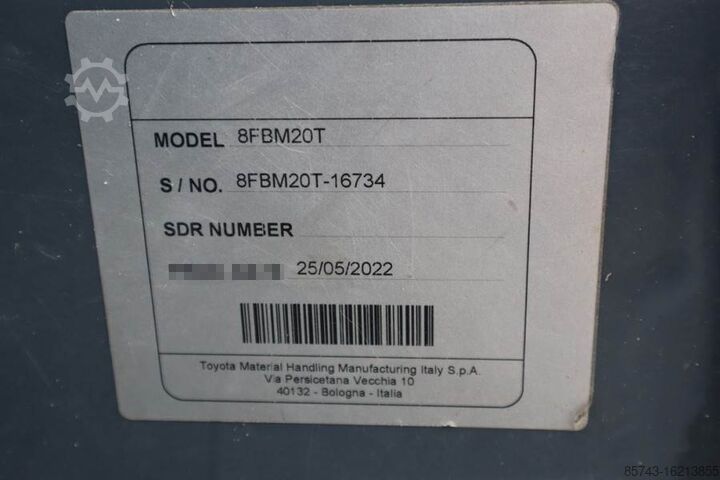 MODEL 8FBM20T
S / NO. 8FBM20T-16734
SDR NUMBER
25/05/2022
Toyota Material Handling Manufacturing Italy S.p.A.
Via Persicetana Vecchia 10
40132 - Bologna - Italia
85743-16213855